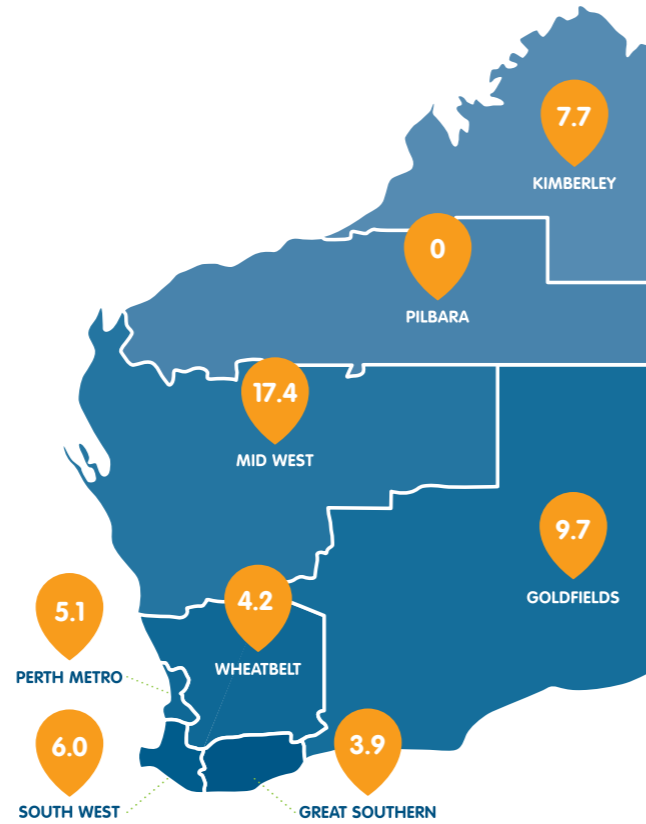 7.7
KIMBERLEY
0
PILBARA
17.4
MID WEST
9.7
GOLDFIELDS
4.2
WHEATBELT
5.1
PERTH METRO
6.0
SOUTH WEST
3.9
GREAT SOUTHERN